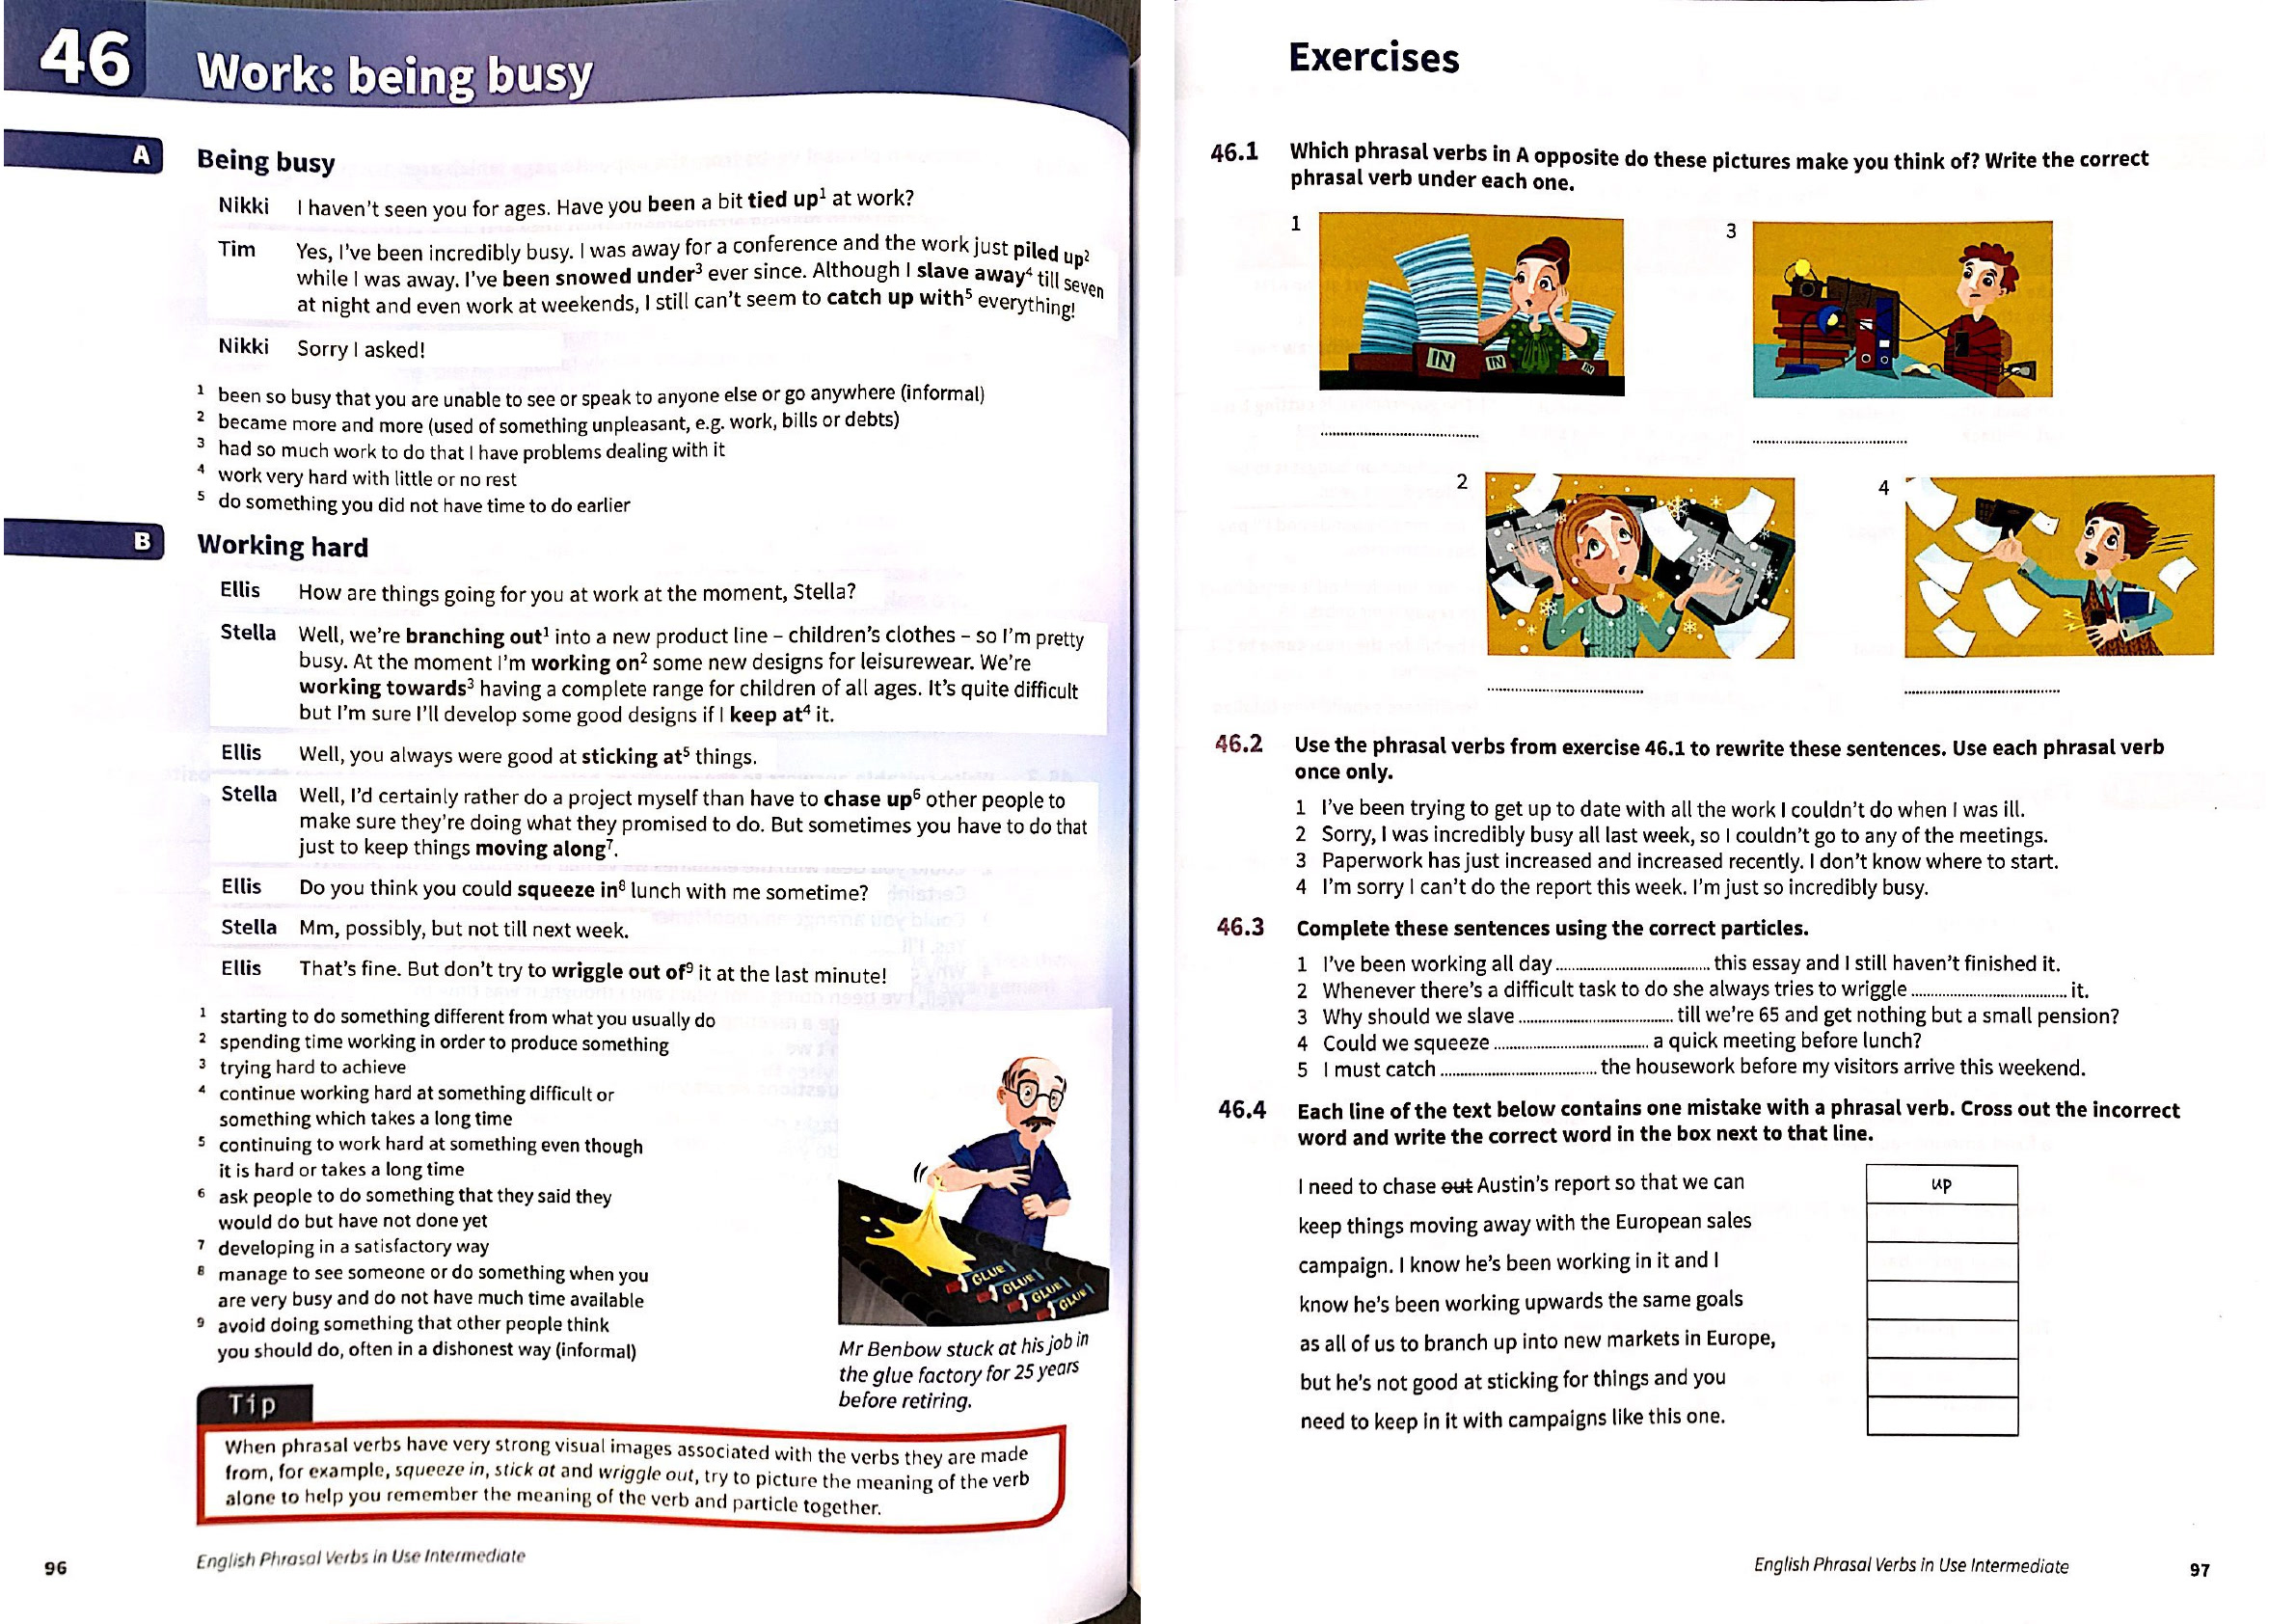 46
Work: being busy
A
Being busy
Nikki I haven't seen you for ages. Have you been a bit tied up¹ at work?
Tim Yes, I've been incredibly busy. I was away for a conference and the work just piled up²
while I was away. I've been snowed under³ ever since. Although I slave away⁴ till seven
at night and even work at weekends, I still can't seem to catch up with⁵ everything!
Nikki Sorry I asked!
¹ been so busy that you are unable to see or speak to anyone else or go anywhere (informal)
² became more and more (used of something unpleasant, e.g. work, bills or debts)
³ had so much work to do that I have problems dealing with it
⁴ work very hard with little or no rest
⁵ do something you did not have time to do earlier
B
Working hard
Ellis How are things going for you at work at the moment, Stella?
Stella Well, we're branching out¹ into a new product line – children's clothes – so I'm pretty
busy. At the moment I'm working on² some new designs for leisurewear. We're
working towards³ having a complete range for children of all ages. It's quite difficult
but I'm sure I'll develop some good designs if I keep at⁴ it.
Ellis Well, you always were good at sticking at⁵ things.
Stella Well, I'd certainly rather do a project myself than have to chase up⁶ other people to
make sure they're doing what they promised to do. But sometimes you have to do that
just to keep things moving along⁷.
Ellis Do you think you could squeeze in⁸ lunch with me sometime?
Stella Mm, possibly, but not till next week.
Ellis That's fine. But don't try to wriggle out of⁹ it at the last minute!
¹ starting to do something different from what you usually do
² spending time working in order to produce something
³ trying hard to achieve
⁴ continue working hard at something difficult or
something which takes a long time
⁵ continuing to work hard at something even though
it is hard or takes a long time
⁶ ask people to do something that they said they
would do but have not done yet
⁷ developing in a satisfactory way
⁸ manage to see someone or do something when you
are very busy and do not have much time available
⁹ avoid doing something that other people think
you should do, often in a dishonest way (informal)
GLUE
GLUE
GLUE
GLUE
Mr Benbow stuck at his job in
the glue factory for 25 years
before retiring.
Tip
When phrasal verbs have very strong visual images associated with the verbs they are made
from, for example, squeeze in, stick at and wriggle out, try to picture the meaning of the verb
alone to help you remember the meaning of the verb and particle together.
96
English Phrasal Verbs in Use Intermediate
Exercises
46.1 Which phrasal verbs in A opposite do these pictures make you think of? Write the correct
phrasal verb under each one.
1
IN
IN
IN
3
2
4
46.2 Use the phrasal verbs from exercise 46.1 to rewrite these sentences. Use each phrasal verb
once only.
1 I've been trying to get up to date with all the work I couldn't do when I was ill.
2 Sorry, I was incredibly busy all last week, so I couldn't go to any of the meetings.
3 Paperwork has just increased and increased recently. I don't know where to start.
4 I'm sorry I can't do the report this week. I'm just so incredibly busy.
46.3 Complete these sentences using the correct particles.
1 I've been working all day .................... this essay and I still haven't finished it.
2 Whenever there's a difficult task to do she always tries to wriggle .................... it.
3 Why should we slave .................... till we're 65 and get nothing but a small pension?
4 Could we squeeze .................... a quick meeting before lunch?
5 I must catch .................... the housework before my visitors arrive this weekend.
46.4 Each line of the text below contains one mistake with a phrasal verb. Cross out the incorrect
word and write the correct word in the box next to that line.
I need to chase out Austin's report so that we can up
keep things moving away with the European sales
campaign. I know he's been working in it and I
know he's been working upwards the same goals
as all of us to branch up into new markets in Europe,
but he's not good at sticking for things and you
need to keep in it with campaigns like this one.
English Phrasal Verbs in Use Intermediate
97